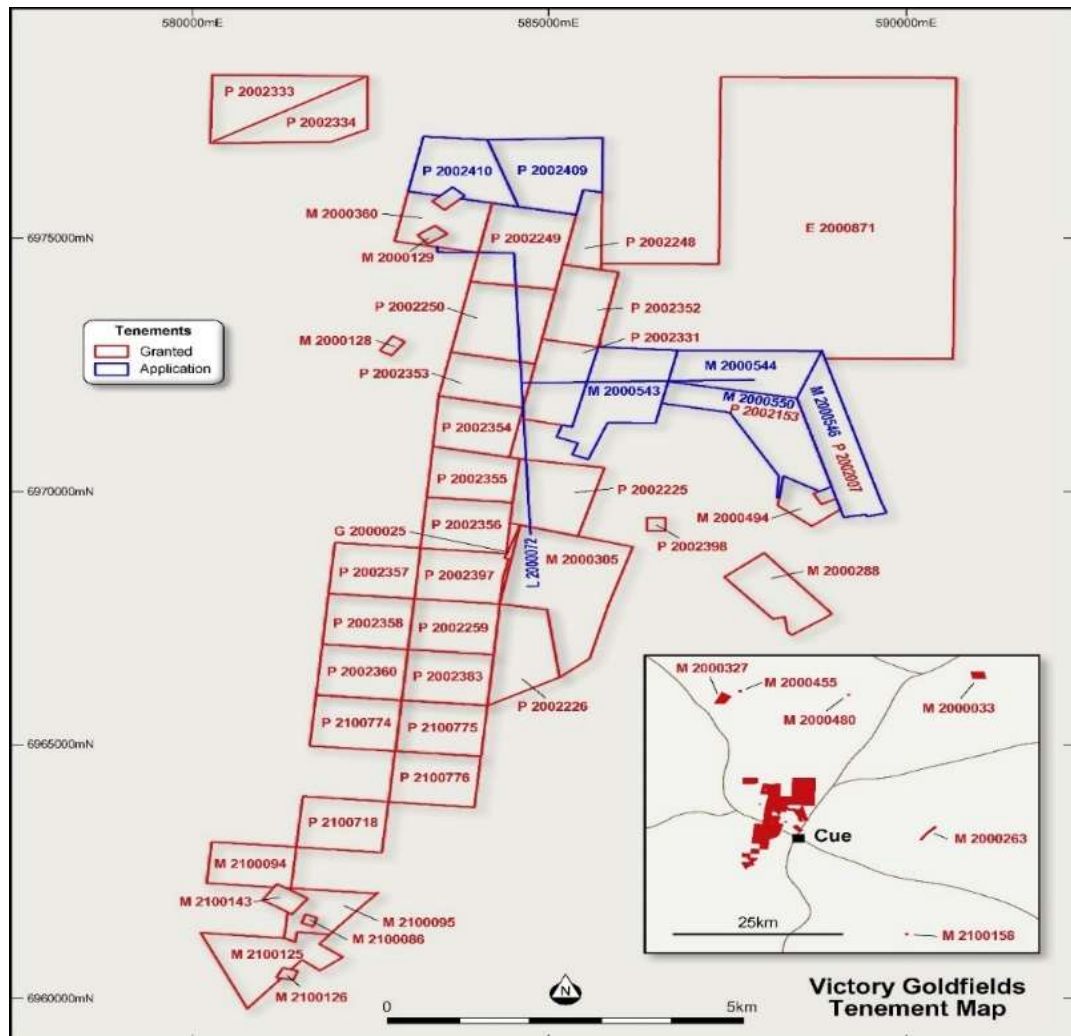 580000mE
585000mE
590000mE
P 2002333
P 2002334
P 2002410
P 2002409
M 2000360
6975000mN
P 2002249
P 2002248
E 2000871
M 2000129
P 2002250
P 2002352
Tenements
Granted
Application
M 2000128
P 2002331
P 2002353
M 2000544
M 2000543
M 2000550
P 2002153
M 2000546
P 2002007
P 2002354
P 2002355
6970000mN
P 2002225
P 2002356
M 2000494
G 2000025
P 2002398
M 2000305
L 2000072
P 2002357
P 2002397
M 2000288
P 2002358
P 2002259
P 2002360
P 2002383
P 2002226
M 2000327
M 2000455
M 2000480
M 2000033
P 2100774
P 2100775
6965000mN
P 2100776
P 2100718
Cue
M 2000263
M 2100094
M 2100143
M 2100095
M 2100086
25km
M 2100158
M 2100125
M 2100126
6960000mN
N
0
5km
Victory Goldfields
Tenement Map